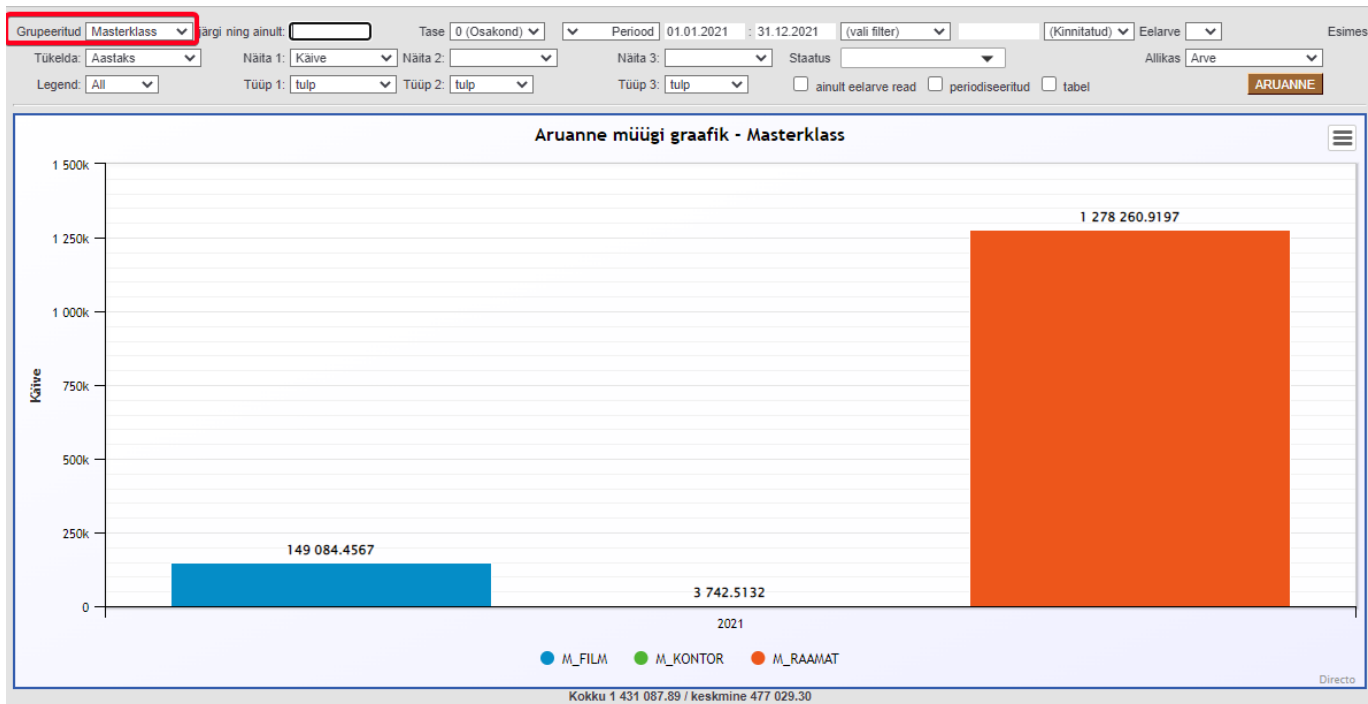 Grupeeritud Masterklass järgi ning ainult: Tase 0 (Osakond) Periood 01.01.2021 : 31.12.2021 (vali filter) (Kinnitatud) Eelarve Esimes
Tükelda: Aastaks Näita 1: Käive Näita 2: Näita 3: Staatus Allikas Arve
Legend: All Tüüp 1: tulp Tüüp 2: tulp Tüüp 3: tulp ainult eelarve read periodiseeritud tabel ARUANNE
Aruanne müügi graafik - Masterklass
1 500k
1 278 260.9197
1 250k
1 000k
Käive
750k
500k
250k
149 084.4567
3 742.5132
0
2021
M_FILM M_KONTOR M_RAAMAT
Directo
Kokku 1 431 087.89 / keskmine 477 029.30